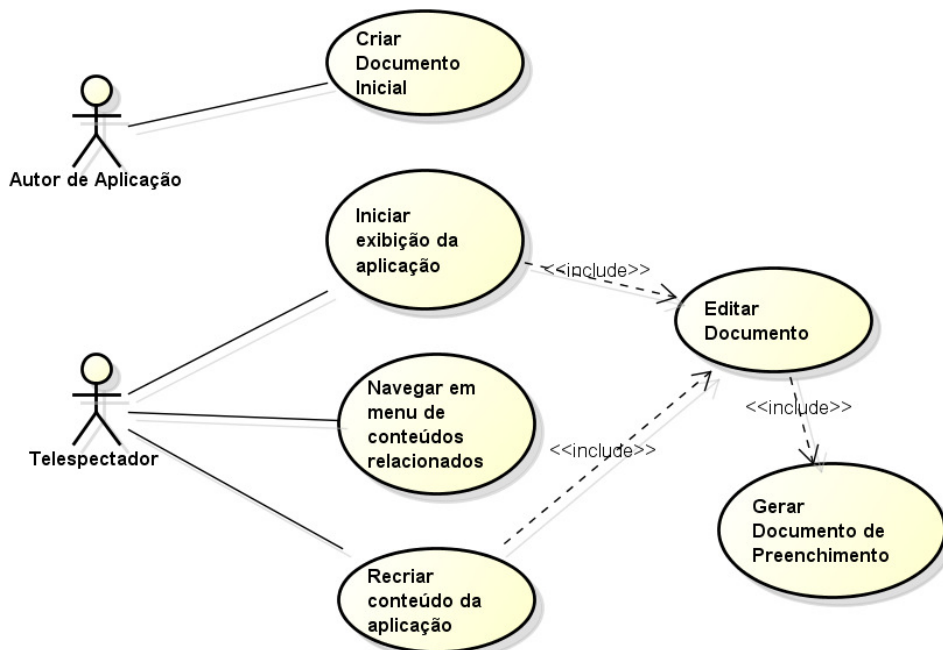 Criar
Documento
Inicial
Autor de Aplicação
Iniciar
exibição da
aplicação
<<include>>
Editar
Documento
Navegar em
menu de
conteúdos
relacionados
<<include>>
<<include>>
Telespectador
Gerar
Documento de
Preenchimento
Recriar
conteúdo da
aplicação